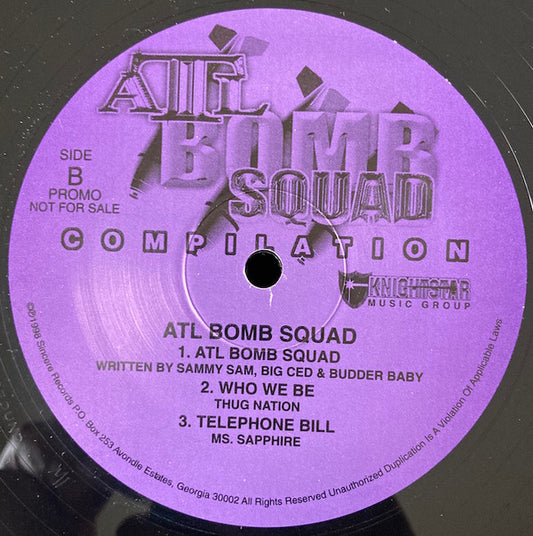 ATL
BOMB
SQUAD
COMPILATION
SIDE
B
PROMO
NOT FOR SALE
KNIGHTSTAR
MUSIC GROUP
ATL BOMB SQUAD
1. ATL BOMB SQUAD
WRITTEN BY SAMMY SAM, BIG CED & BUDDER BABY
2. WHO WE BE
THUG NATION
3. TELEPHONE BILL
MS. SAPPHIRE
©℗1998 Sincere Records P.O. Box 253 Avondle Estates, Georgia 30002 All Rights Reserved Unauthorized Duplication Is A Violation Of Applicable Laws